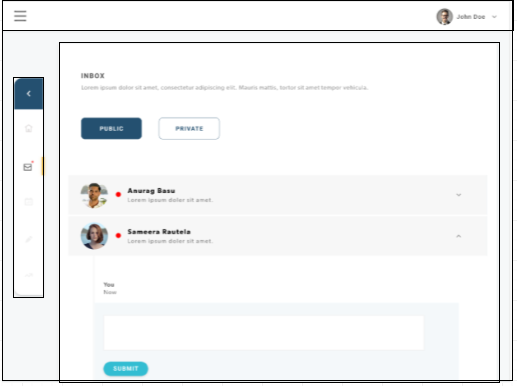 John Doe
INBOX
Lorem ipsum dolor sit amet, consectetur adipiscing elit. Mauris mattis, tortor sit amet tempor vehicula.
PUBLIC
PRIVATE
Anurag Basu
Lorem ipsum dolor sit amet.
Sameera Rautela
Lorem ipsum dolor sit amet.
You
Now
SUBMIT